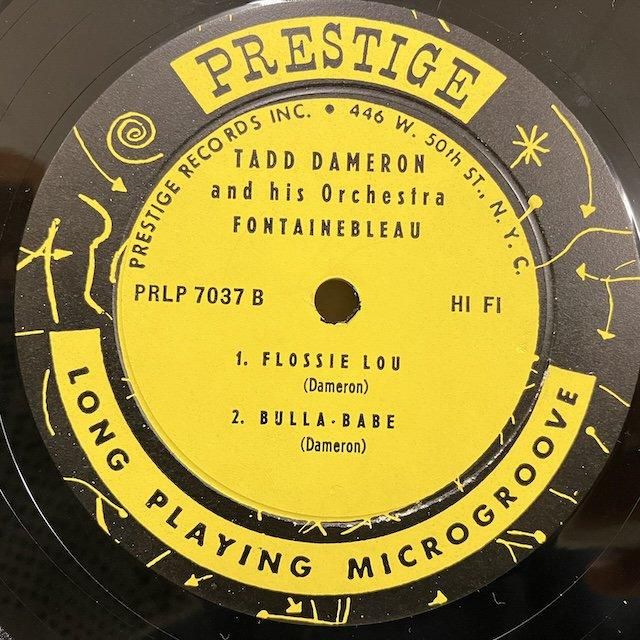 PRESTIGE
PRESTIGE RECORDS INC. • 446 W. 50th ST., N.Y.C.
TADD DAMERON
and his Orchestra
FONTAINEBLEAU
PRLP 7037 B
HI FI
1. FLOSSIE LOU
(Dameron)
2. BULLA-BABE
(Dameron)
LONG PLAYING MICROGROOVE